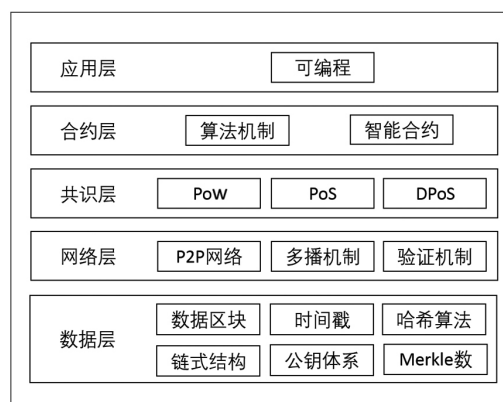 应用层 可编程
合约层 算法机制 智能合约
共识层 PoW PoS DPoS
网络层 P2P网络 多播机制 验证机制
数据区块 时间戳 哈希算法
数据层
链式结构 公钥体系 Merkle数